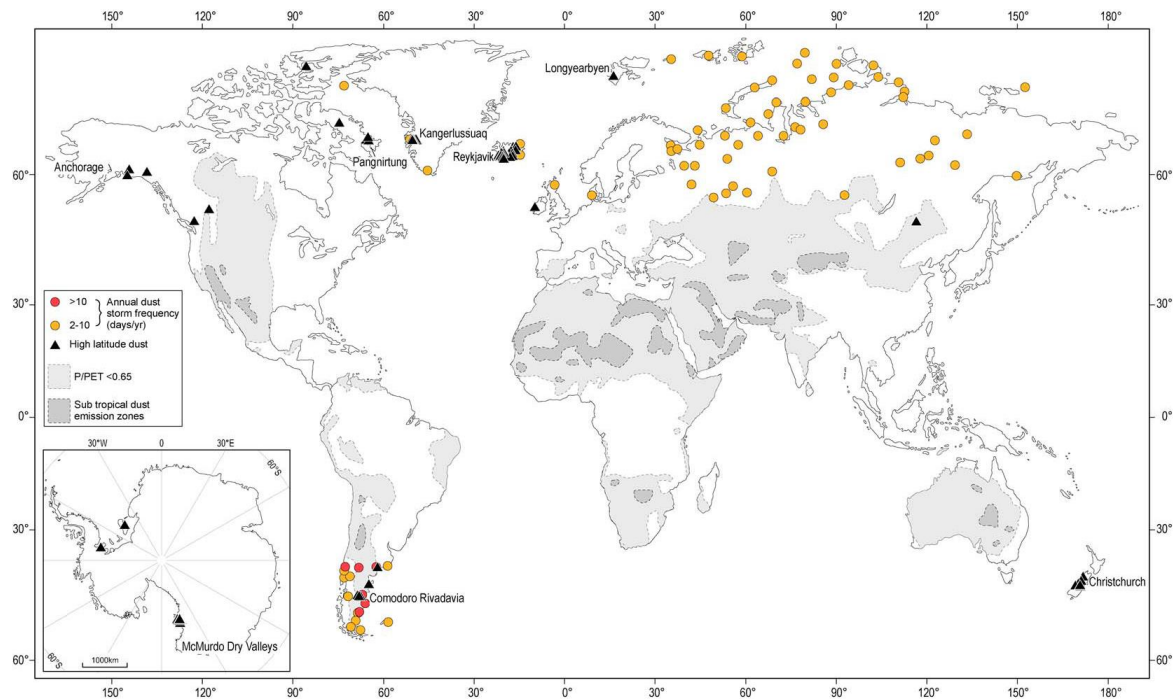 150° 120° 90° 60° 30° 0° 30° 60° 90° 120° 150° 180°
Longyearbyen
Kangerlussuaq
Anchorage
Pangnirtung
Reykjavik
60° 60°
30° 30°
>10
2-10
Annual dust
storm frequency
(days/yr)
High latitude dust
P/PET <0.65
Sub tropical dust
emission zones
0° 0°
30°W 0° 30°E
60°S
30° 30°
Christchurch
Comodoro Rivadavia
McMurdo Dry Valleys
60°S
1000km
60° 60°
150° 120° 90° 60° 30° 0° 30° 60° 90° 120° 150° 180°